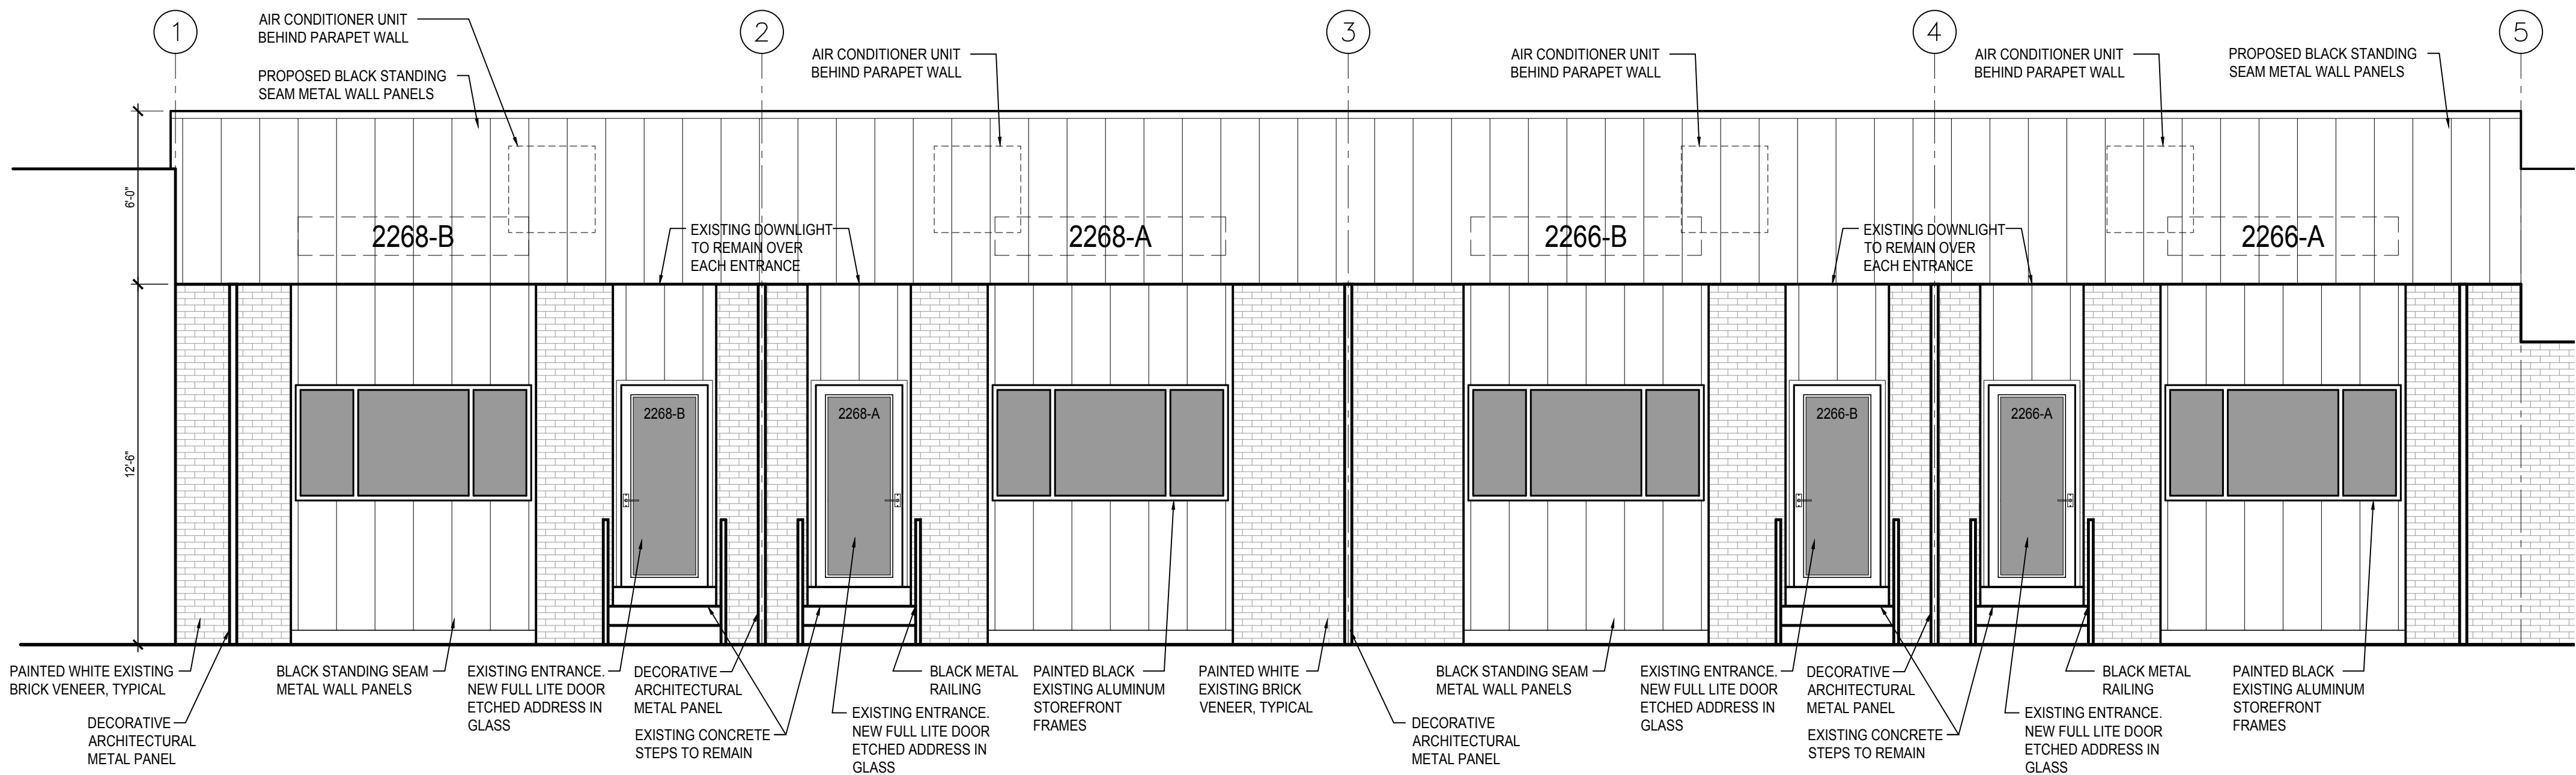 1
2
3
4
5
AIR CONDITIONER UNIT
BEHIND PARAPET WALL
PROPOSED BLACK STANDING
SEAM METAL WALL PANELS
AIR CONDITIONER UNIT
BEHIND PARAPET WALL
AIR CONDITIONER UNIT
BEHIND PARAPET WALL
AIR CONDITIONER UNIT
BEHIND PARAPET WALL
PROPOSED BLACK STANDING
SEAM METAL WALL PANELS
6'-0"
12'-6"
2268-B
EXISTING DOWNLIGHT
TO REMAIN OVER
EACH ENTRANCE
2268-A
2266-B
EXISTING DOWNLIGHT
TO REMAIN OVER
EACH ENTRANCE
2266-A
2268-B
2268-A
2266-B
2266-A
PAINTED WHITE EXISTING
BRICK VENEER, TYPICAL
DECORATIVE
ARCHITECTURAL
METAL PANEL
BLACK STANDING SEAM
METAL WALL PANELS
EXISTING ENTRANCE.
NEW FULL LITE DOOR
ETCHED ADDRESS IN
GLASS
DECORATIVE
ARCHITECTURAL
METAL PANEL
EXISTING CONCRETE
STEPS TO REMAIN
EXISTING ENTRANCE.
NEW FULL LITE DOOR
ETCHED ADDRESS IN
GLASS
BLACK METAL
RAILING
PAINTED BLACK
EXISTING ALUMINUM
STOREFRONT
FRAMES
PAINTED WHITE
EXISTING BRICK
VENEER, TYPICAL
DECORATIVE
ARCHITECTURAL
METAL PANEL
BLACK STANDING SEAM
METAL WALL PANELS
EXISTING ENTRANCE.
NEW FULL LITE DOOR
ETCHED ADDRESS IN
GLASS
DECORATIVE
ARCHITECTURAL
METAL PANEL
EXISTING CONCRETE
STEPS TO REMAIN
EXISTING ENTRANCE.
NEW FULL LITE DOOR
ETCHED ADDRESS IN
GLASS
BLACK METAL
RAILING
PAINTED BLACK
EXISTING ALUMINUM
STOREFRONT
FRAMES